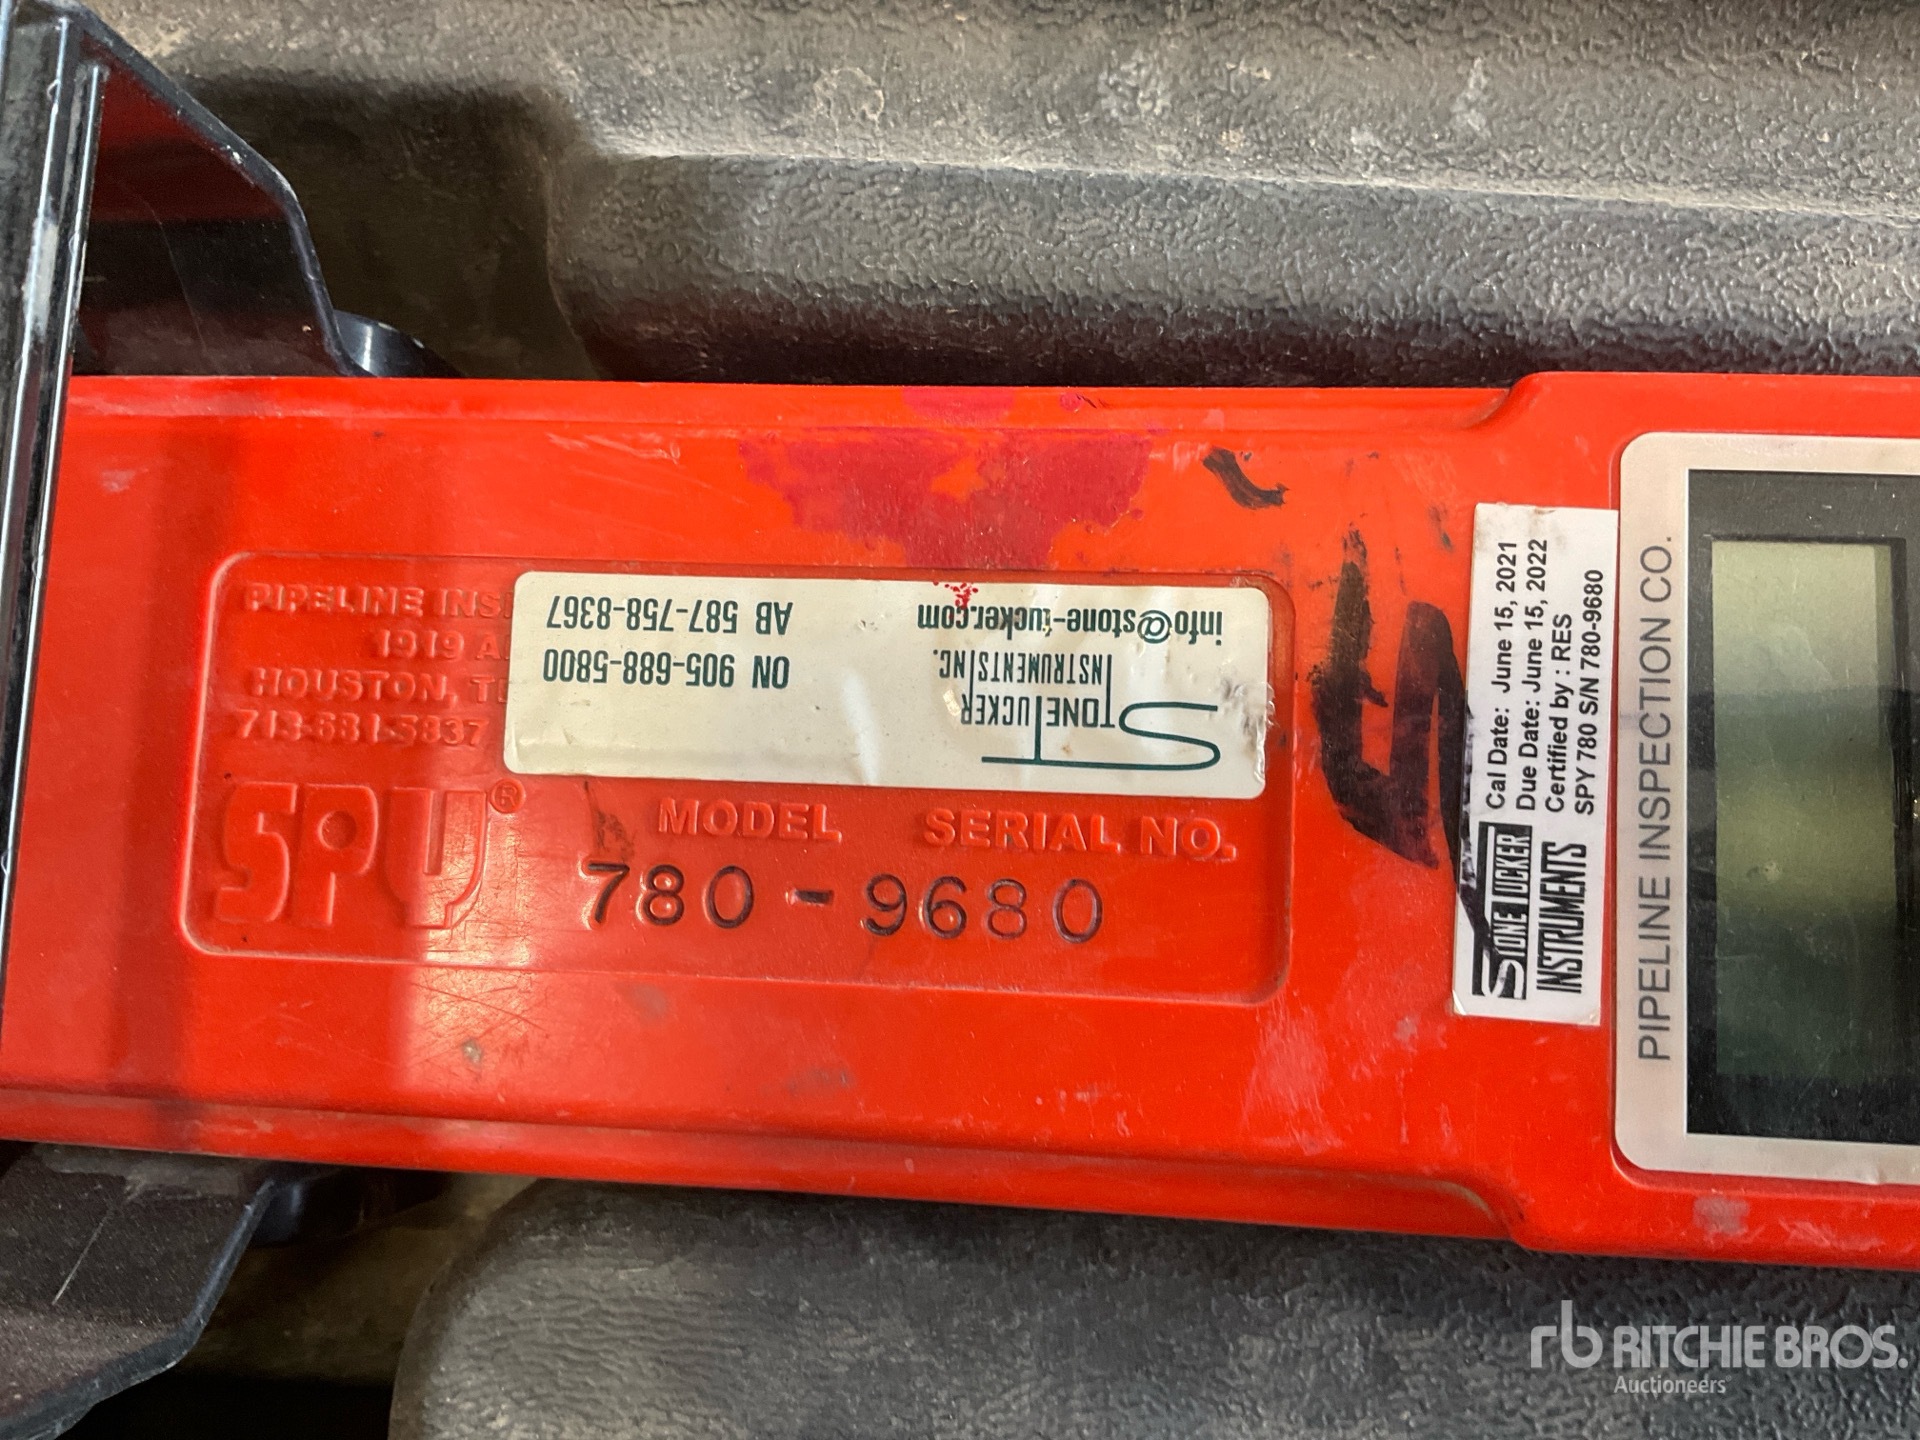 PIPELINE
1919
HOUSTON,
713-681-5837
SPY®
MODEL SERIAL NO.
780-9680
ST
STONE TUCKER
INSTRUMENTS INC.
info@stone-tucker.com
ON 905-688-5800
AB 587-758-8367
STONE TUCKER
INSTRUMENTS
Cal Date: June 15, 2021
Due Date: June 15, 2022
Certified by : RES
SPY 780 S/N 780-9680
PIPELINE INSPECTION CO.
rb RITCHIE BROS.
Auctioneers